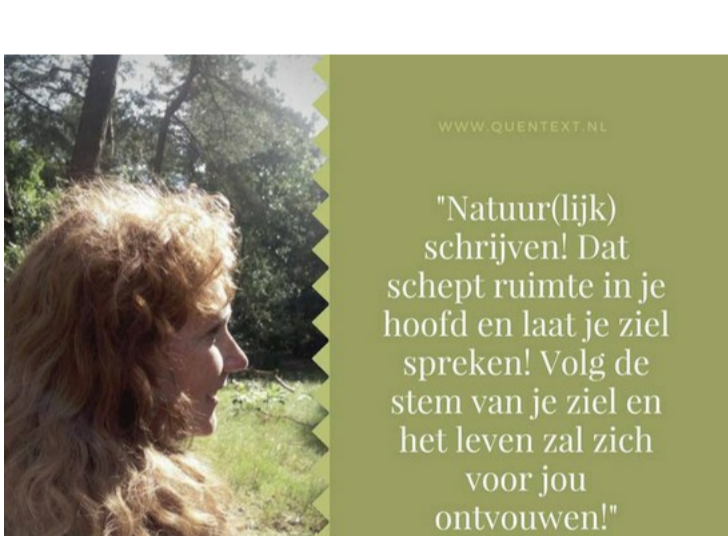 WWW.QUENTEXT.NL
"Natuur(lijk)
schrijven! Dat
schept ruimte in je
hoofd en laat je ziel
spreken! Volg de
stem van je ziel en
het leven zal zich
voor jou
ontvouwen!"